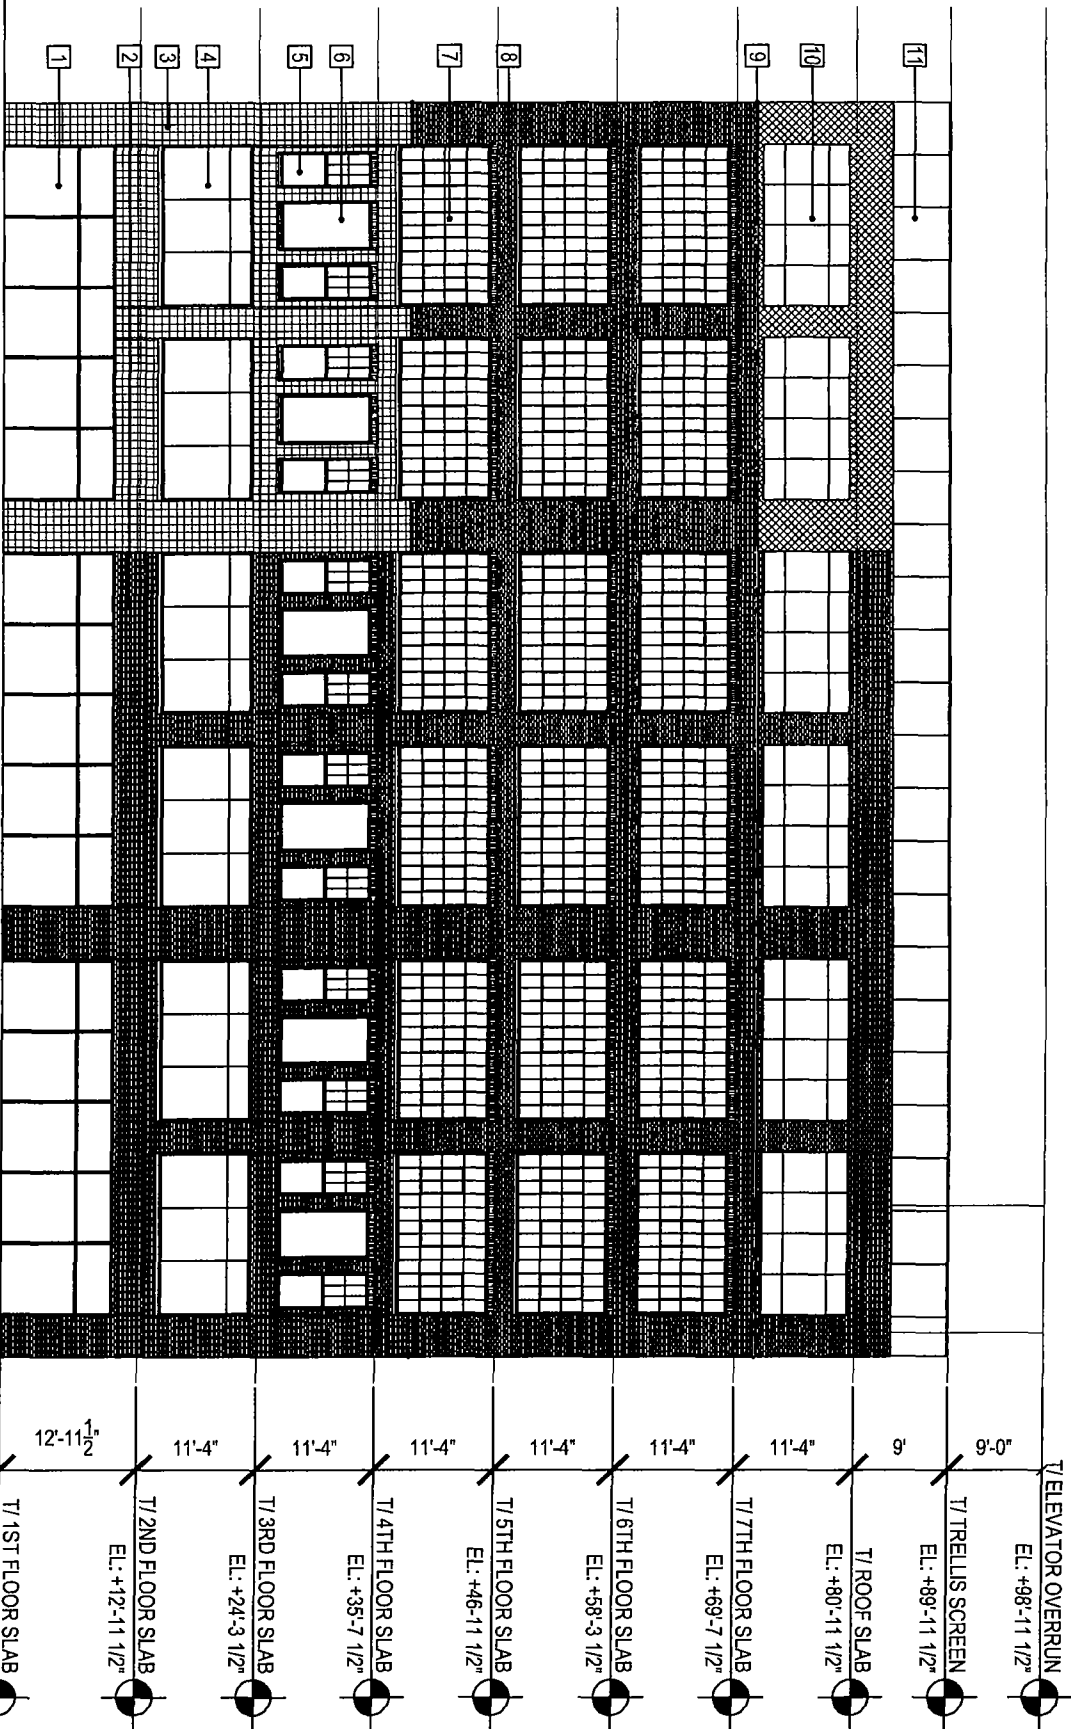 1
2
3
4
5
6
7
8
9
10
11
12'-11 1/2"
11'-4"
11'-4"
11'-4"
11'-4"
11'-4"
11'-4"
9'
9'-0"
T/ ELEVATOR OVERRUN
EL: +98'-11 1/2"
T/ TRELLIS SCREEN
EL: +89'-11 1/2"
T/ ROOF SLAB
EL: +80'-11 1/2"
T/ 7TH FLOOR SLAB
EL: +69'-7 1/2"
T/ 6TH FLOOR SLAB
EL: +58'-3 1/2"
T/ 5TH FLOOR SLAB
EL: +46-11 1/2"
T/ 4TH FLOOR SLAB
EL: +35'-7 1/2"
T/ 3RD FLOOR SLAB
EL: +24'-3 1/2"
T/ 2ND FLOOR SLAB
EL: +12'-11 1/2"
T/ 1ST FLOOR SLAB